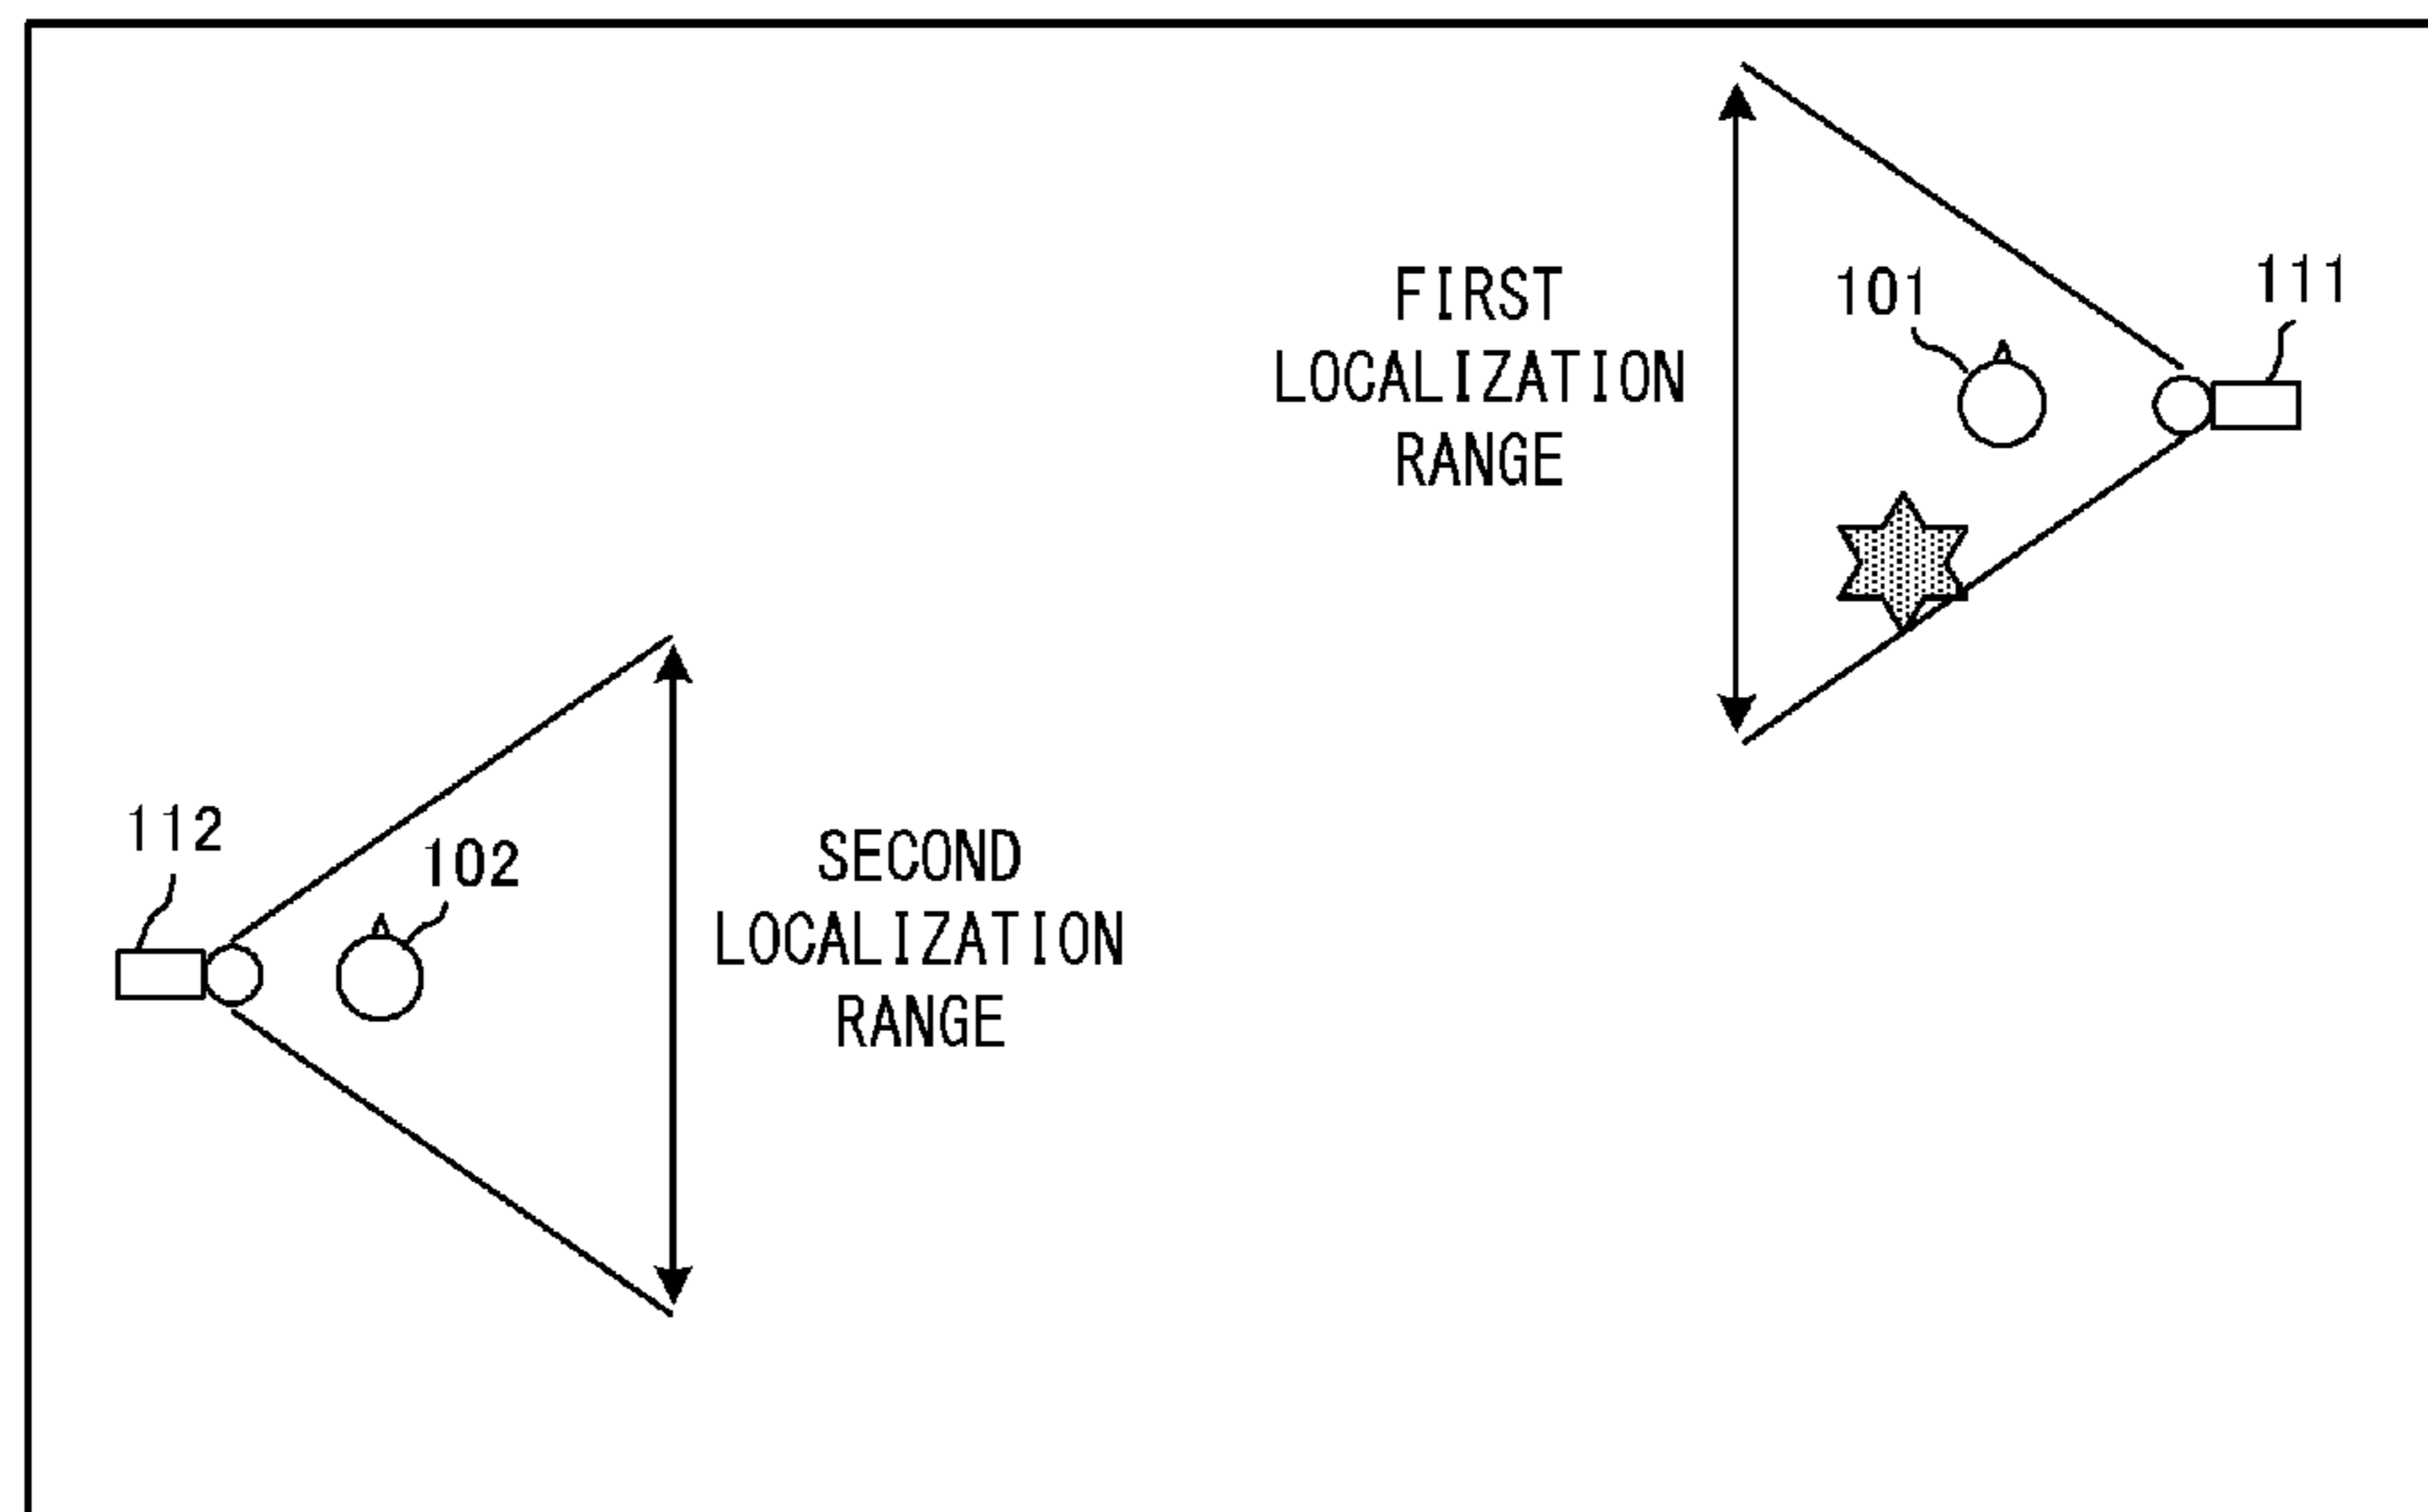 FIRST
LOCALIZATION
RANGE
101
111
112
102
SECOND
LOCALIZATION
RANGE